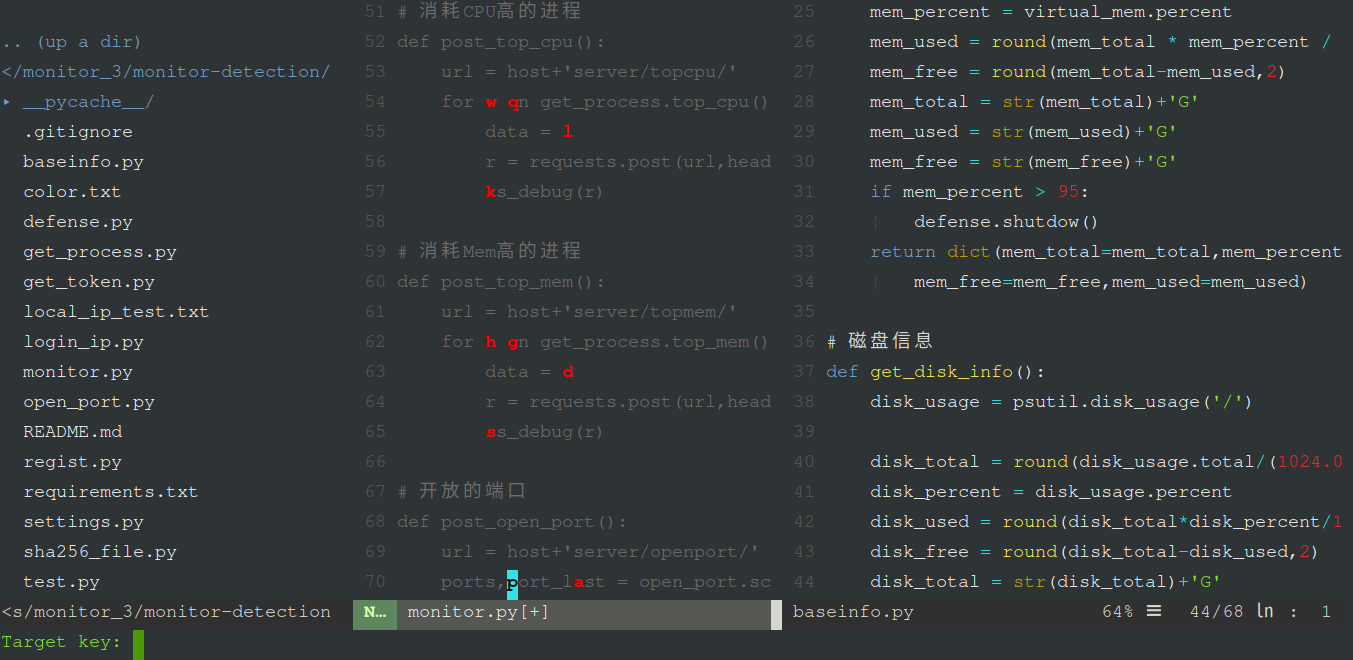 .. (up a dir)
</monitor_3/monitor-detection/
▸ __pycache__/
.gitignore
baseinfo.py
color.txt
defense.py
get_process.py
get_token.py
local_ip_test.txt
login_ip.py
monitor.py
open_port.py
README.md
regist.py
requirements.txt
settings.py
sha256_file.py
test.py
<s/monitor_3/monitor-detection
51 # 消耗CPU高的进程
52 def post_top_cpu():
53 url = host+'server/topcpu/'
54 for w qn get_process.top_cpu()
55 data = l
56 r = requests.post(url,head
57 ks_debug(r)
58
59 # 消耗Mem高的进程
60 def post_top_mem():
61 url = host+'server/topmem/'
62 for h gn get_process.top_mem()
63 data = d
64 r = requests.post(url,head
65 ss_debug(r)
66
67 # 开放的端口
68 def post_open_port():
69 url = host+'server/openport/'
70 ports,port_last = open_port.sc
N… monitor.py[+]
25 mem_percent = virtual_mem.percent
26 mem_used = round(mem_total * mem_percent /
27 mem_free = round(mem_total-mem_used,2)
28 mem_total = str(mem_total)+'G'
29 mem_used = str(mem_used)+'G'
30 mem_free = str(mem_free)+'G'
31 if mem_percent > 95:
32 ¦ defense.shutdow()
33 return dict(mem_total=mem_total,mem_percent
34 ¦ mem_free=mem_free,mem_used=mem_used)
35
36 # 磁盘信息
37 def get_disk_info():
38 disk_usage = psutil.disk_usage('/')
39
40 disk_total = round(disk_usage.total/(1024.0
41 disk_percent = disk_usage.percent
42 disk_used = round(disk_total*disk_percent/1
43 disk_free = round(disk_total-disk_used,2)
44 disk_total = str(disk_total)+'G'
baseinfo.py 64% ☰ 44/68 ln : 1
Target key: